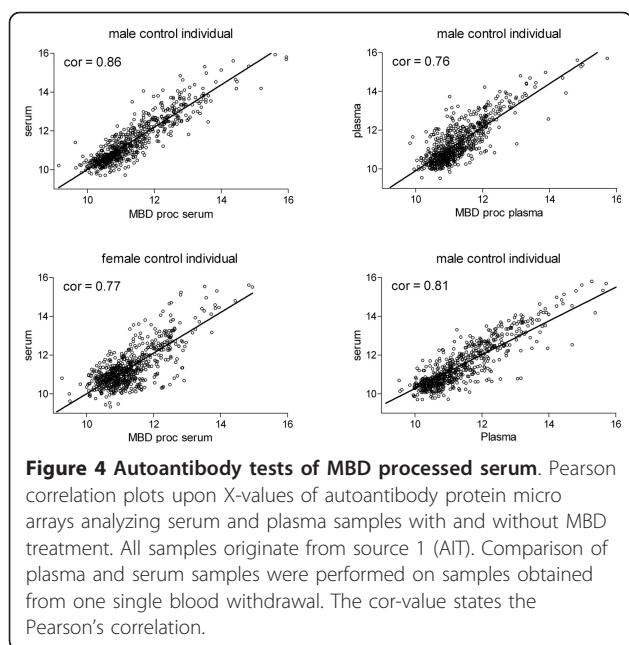 male control individual
cor = 0.86
serum
16
14
12
10
10 12 14 16
MBD proc serum
male control individual
cor = 0.76
plasma
16
14
12
10
10 12 14 16
MBD proc plasma
female control individual
cor = 0.77
serum
16
14
12
10
10 12 14 16
MBD proc serum
male control individual
cor = 0.81
serum
16
14
12
10
10 12 14 16
Plasma
Figure 4 Autoantibody tests of MBD processed serum. Pearson
correlation plots upon X-values of autoantibody protein micro
arrays analyzing serum and plasma samples with and without MBD
treatment. All samples originate from source 1 (AIT). Comparison of
plasma and serum samples were performed on samples obtained
from one single blood withdrawal. The cor-value states the
Pearson's correlation.